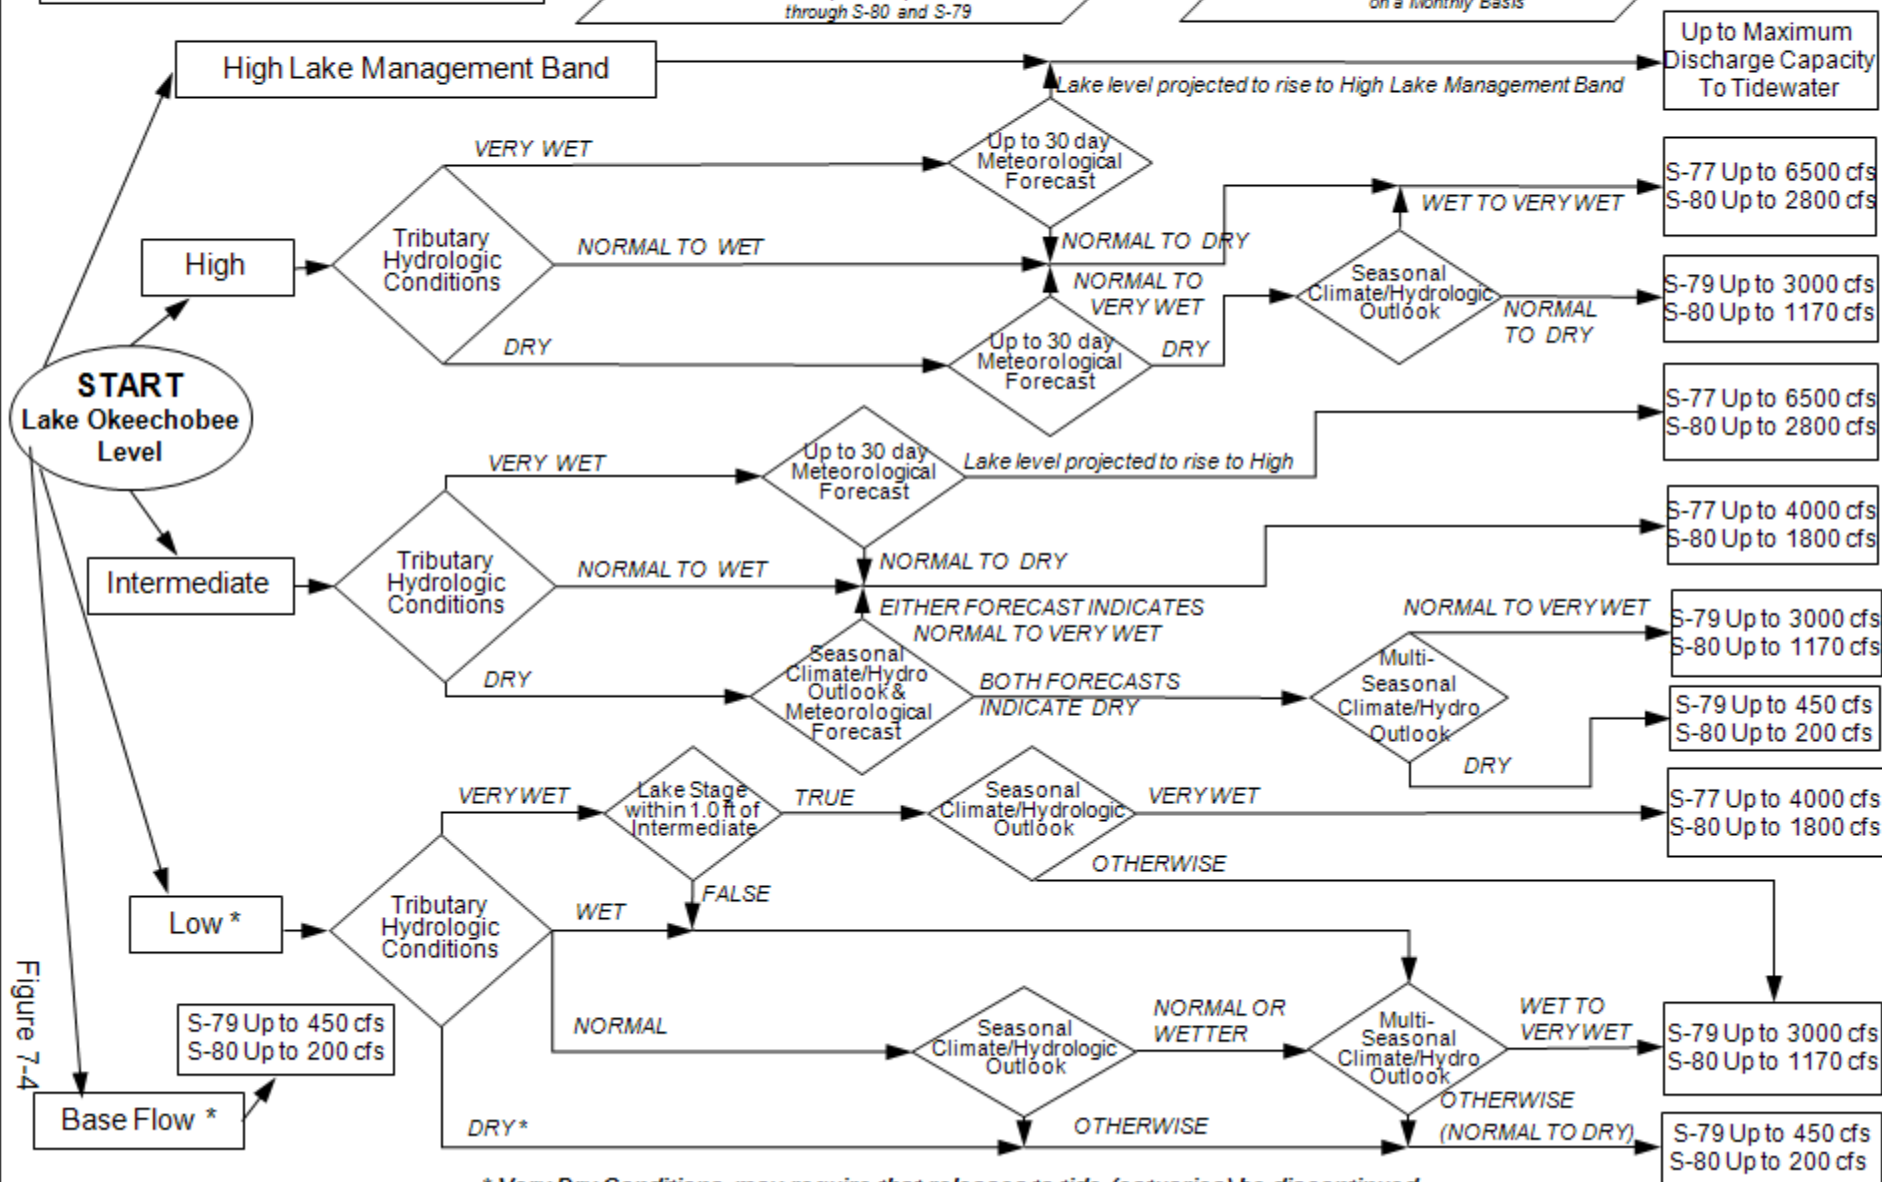 through S-80 and S-79
on a Monthly Basis
High Lake Management Band
Up to Maximum
Discharge Capacity
To Tidewater
Lake level projected to rise to High Lake Management Band
VERY WET
Up to 30 day
Meteorological
Forecast
S-77 Up to 6500 cfs
S-80 Up to 2800 cfs
WET TO VERY WET
High
Tributary
Hydrologic
Conditions
NORMAL TO WET
NORMAL TO DRY
NORMAL TO
VERY WET
Seasonal
Climate/Hydrologic
Outlook
NORMAL
TO DRY
S-79 Up to 3000 cfs
S-80 Up to 1170 cfs
DRY
Up to 30 day
Meteorological
Forecast
DRY
START
Lake Okeechobee
Level
S-77 Up to 6500 cfs
S-80 Up to 2800 cfs
VERY WET
Up to 30 day
Meteorological
Forecast
Lake level projected to rise to High
S-77 Up to 4000 cfs
S-80 Up to 1800 cfs
Intermediate
Tributary
Hydrologic
Conditions
NORMAL TO WET
NORMAL TO DRY
EITHER FORECAST INDICATES
NORMAL TO VERY WET
NORMAL TO VERY WET
S-79 Up to 3000 cfs
S-80 Up to 1170 cfs
DRY
Seasonal
Climate/Hydro
Outlook &
Meteorological
Forecast
BOTH FORECASTS
INDICATE DRY
Multi-
Seasonal
Climate/Hydro
Outlook
DRY
S-79 Up to 450 cfs
S-80 Up to 200 cfs
VERY WET
Lake Stage
within 1.0 ft of
Intermediate
TRUE
Seasonal
Climate/Hydrologic
Outlook
VERY WET
S-77 Up to 4000 cfs
S-80 Up to 1800 cfs
OTHERWISE
FALSE
Low *
Tributary
Hydrologic
Conditions
WET
NORMAL
Seasonal
Climate/Hydrologic
Outlook
NORMAL OR
WETTER
Multi-
Seasonal
Climate/Hydro
Outlook
WET TO
VERY WET
S-79 Up to 3000 cfs
S-80 Up to 1170 cfs
Figure 7-4
S-79 Up to 450 cfs
S-80 Up to 200 cfs
Base Flow *
DRY *
OTHERWISE
OTHERWISE
(NORMAL TO DRY)
S-79 Up to 450 cfs
S-80 Up to 200 cfs
* Very Dry Conditions may require that releases to tide (estuaries) be discontinued